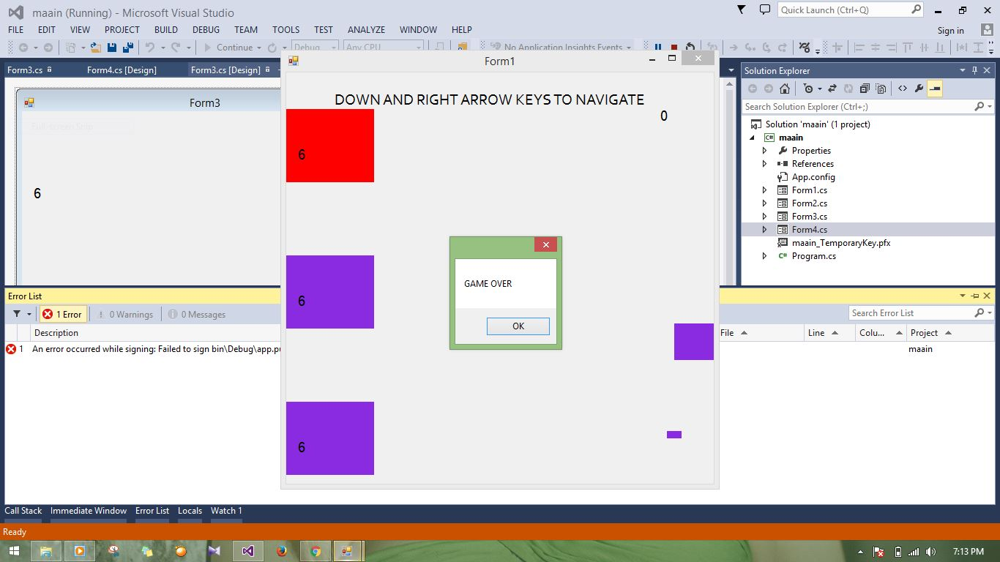 maain (Running) - Microsoft Visual Studio
Quick Launch (Ctrl+Q)
FILE EDIT VIEW PROJECT BUILD DEBUG TEAM TOOLS TEST ANALYZE WINDOW HELP
Sign in
Continue Debug Any CPU No Application Insights Events
Form3.cs Form4.cs [Design] Form3.cs [Design]
Form3
Full-screen Snip
6
Form1
DOWN AND RIGHT ARROW KEYS TO NAVIGATE
0
6
6
6
GAME OVER
OK
Solution Explorer
Search Solution Explorer (Ctrl+;)
Solution 'maain' (1 project)
C# maain
Properties
References
App.config
Form1.cs
Form2.cs
Form3.cs
Form4.cs
maain_TemporaryKey.pfx
C# Program.cs
Error List
1 Error 0 Warnings 0 Messages
Search Error List
Description File Line Colu... Project
1 An error occurred while signing: Failed to sign bin\Debug\app.pu
maain
Call Stack Immediate Window Error List Locals Watch 1
Ready
7:13 PM